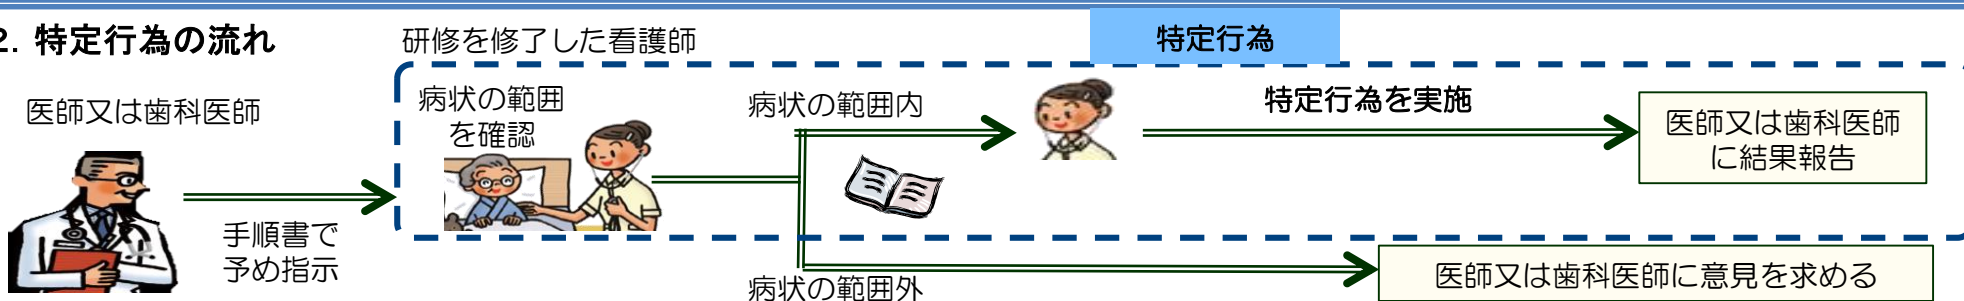 2. 特定行為の流れ
研修を修了した看護師
特定行為
医師又は歯科医師
手順書で
予め指示
病状の範囲
を確認
病状の範囲内
特定行為を実施
医師又は歯科医師
に結果報告
病状の範囲外
医師又は歯科医師に意見を求める